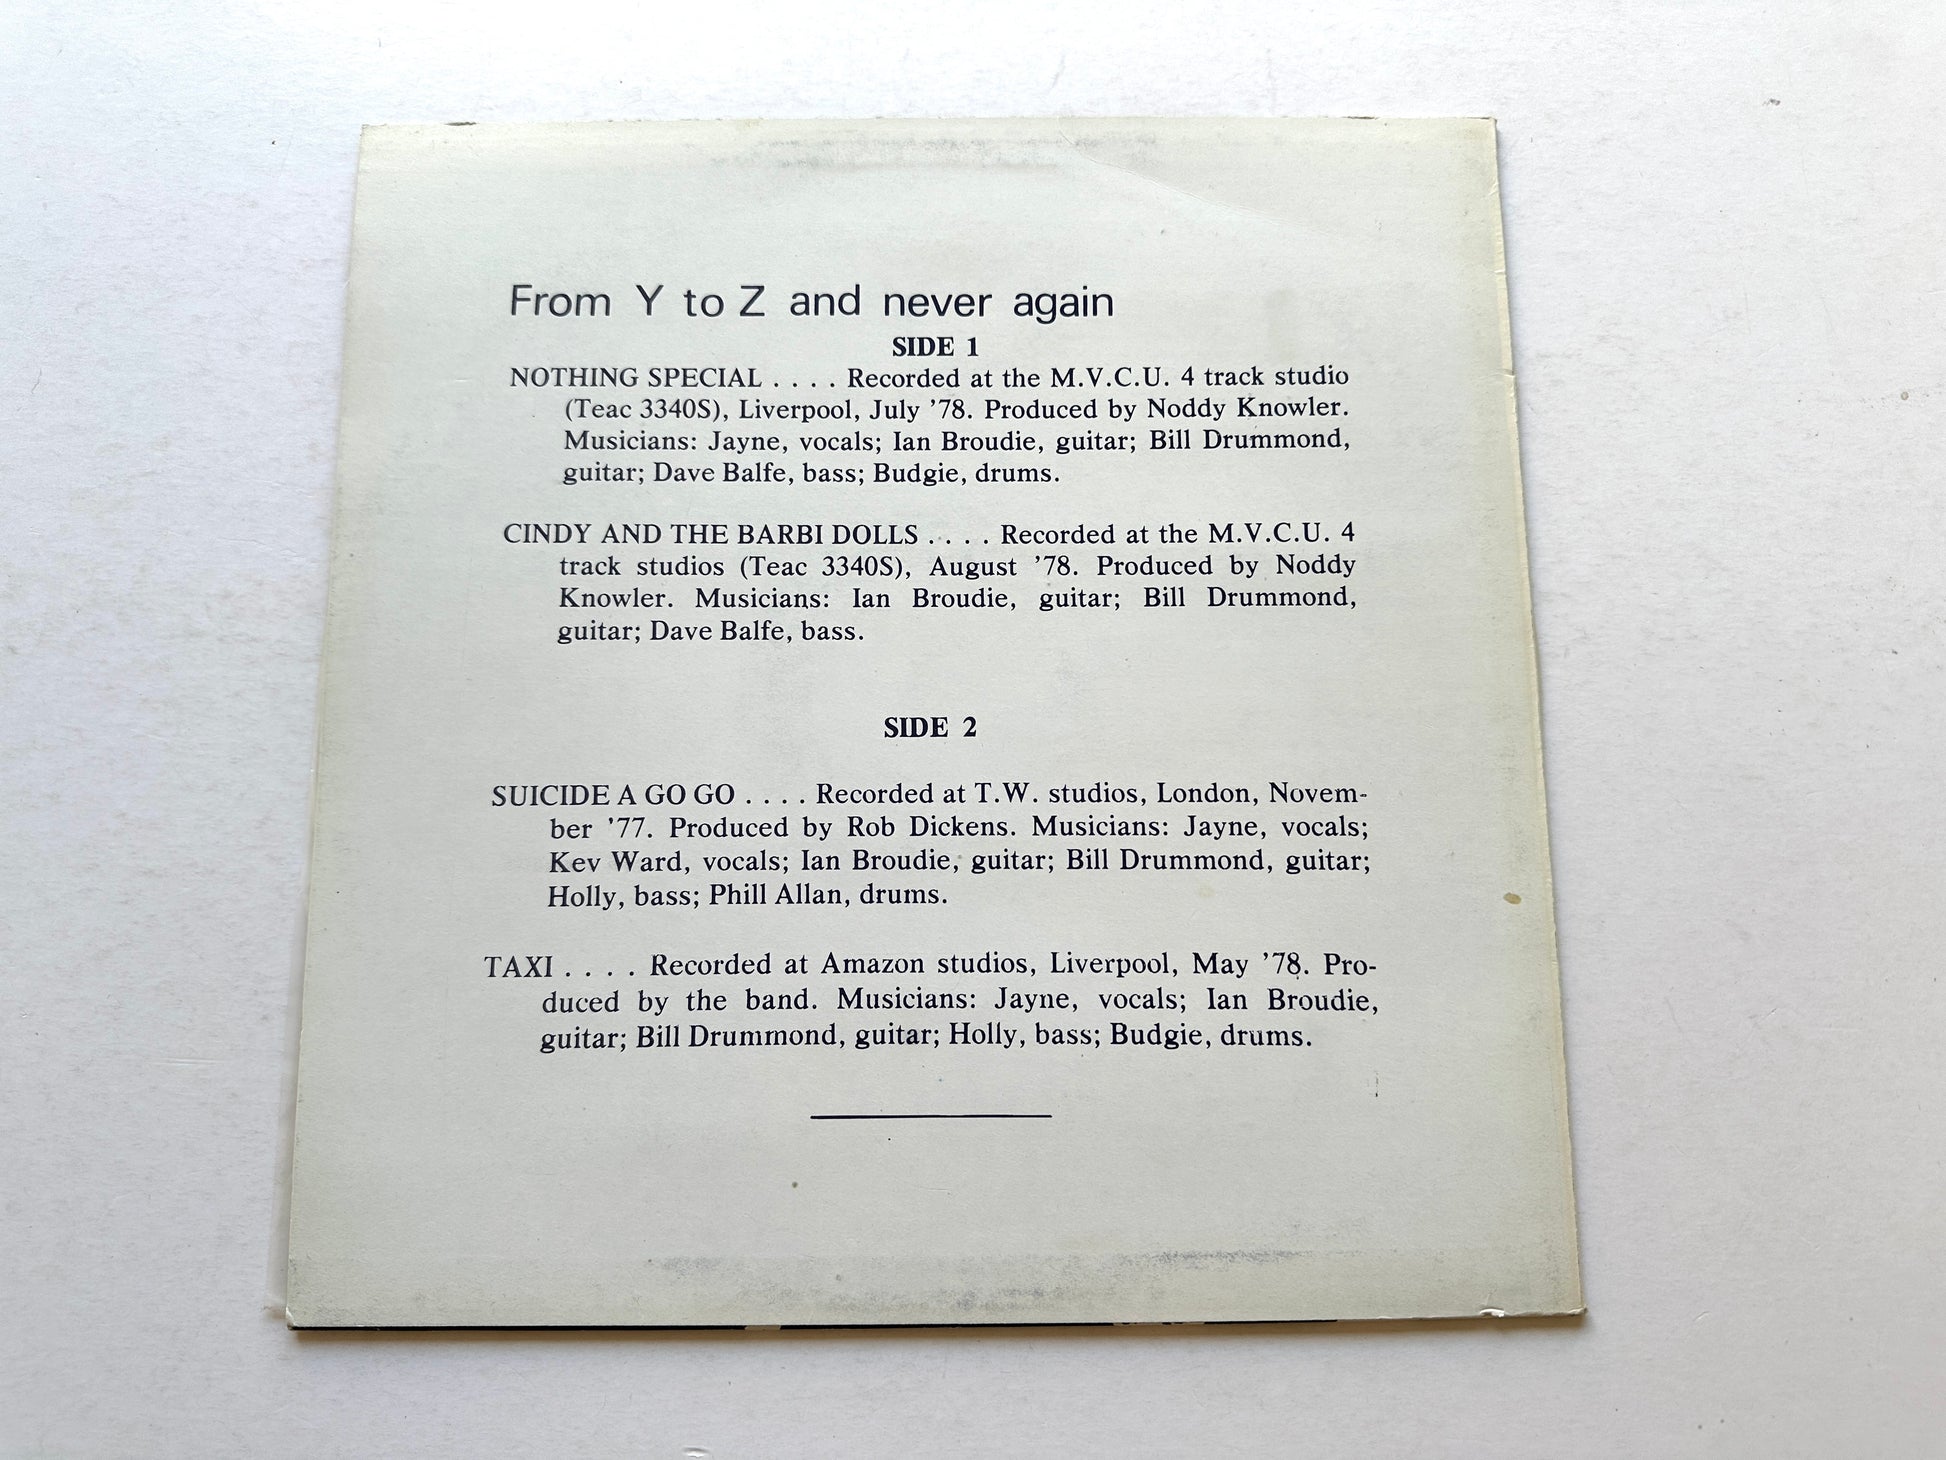 From Y to Z and never again
SIDE 1
NOTHING SPECIAL . . . . Recorded at the M.V.C.U. 4 track studio
(Teac 3340S), Liverpool, July ’78. Produced by Noddy Knowler.
Musicians: Jayne, vocals; Ian Broudie, guitar; Bill Drummond,
guitar; Dave Balfe, bass; Budgie, drums.
CINDY AND THE BARBI DOLLS . . . . Recorded at the M.V.C.U. 4
track studios (Teac 3340S), August ’78. Produced by Noddy
Knowler. Musicians: Ian Broudie, guitar; Bill Drummond,
guitar; Dave Balfe, bass.
SIDE 2
SUICIDE A GO GO . . . . Recorded at T.W. studios, London, Novem-
ber ’77. Produced by Rob Dickens. Musicians: Jayne, vocals;
Kev Ward, vocals; Ian Broudie, guitar; Bill Drummond, guitar;
Holly, bass; Phill Allan, drums.
TAXI . . . . Recorded at Amazon studios, Liverpool, May ’78. Pro-
duced by the band. Musicians: Jayne, vocals; Ian Broudie,
guitar; Bill Drummond, guitar; Holly, bass; Budgie, drums.